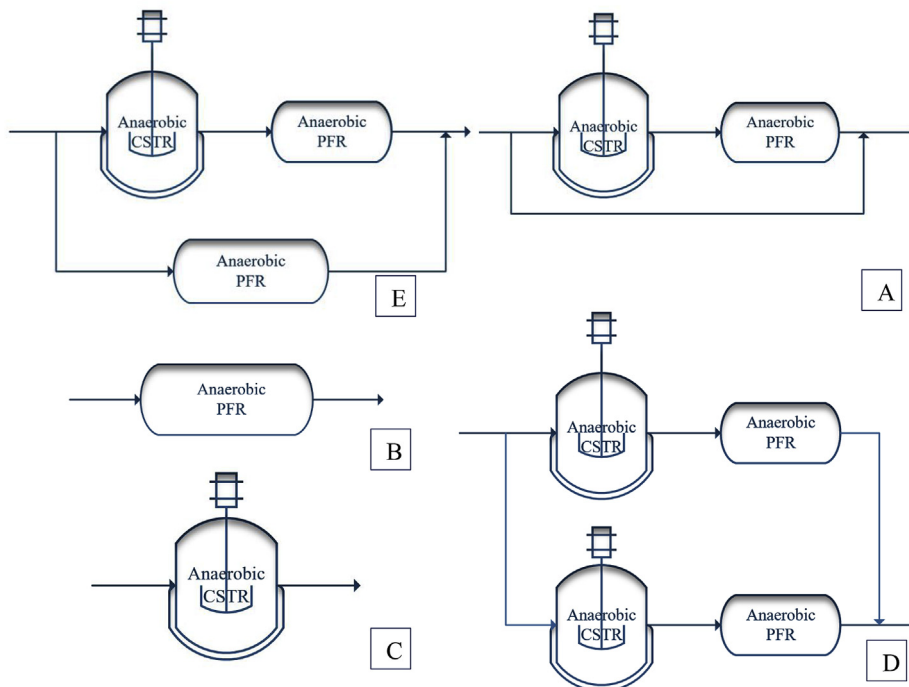 Anaerobic
CSTR
Anaerobic
PFR
Anaerobic
PFR
E
Anaerobic
CSTR
Anaerobic
PFR
A
Anaerobic
PFR
B
Anaerobic
CSTR
C
Anaerobic
CSTR
Anaerobic
PFR
Anaerobic
CSTR
Anaerobic
PFR
D